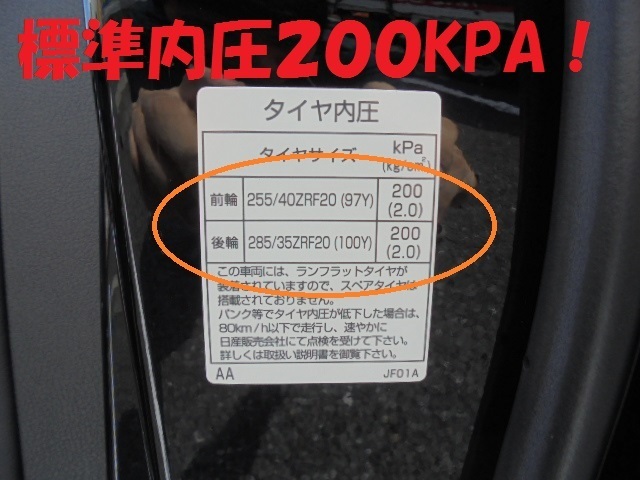 標準内圧200KPA！
タイヤ内圧
タイヤサイズ kPa (kg/cm²)
前輪 255/40ZRF20 (97Y) 200 (2.0)
後輪 285/35ZRF20 (100Y) 200 (2.0)
この車両には、ランフラットタイヤが
装着されていますので、スペアタイヤは
搭載されておりません。
パンク等でタイヤ内圧が低下した場合は、
80km/h以下で走行し、速やかに
日産販売会社にて点検を受けて下さい。
詳しくは取扱い説明書を御覧下さい。
AA JF01A